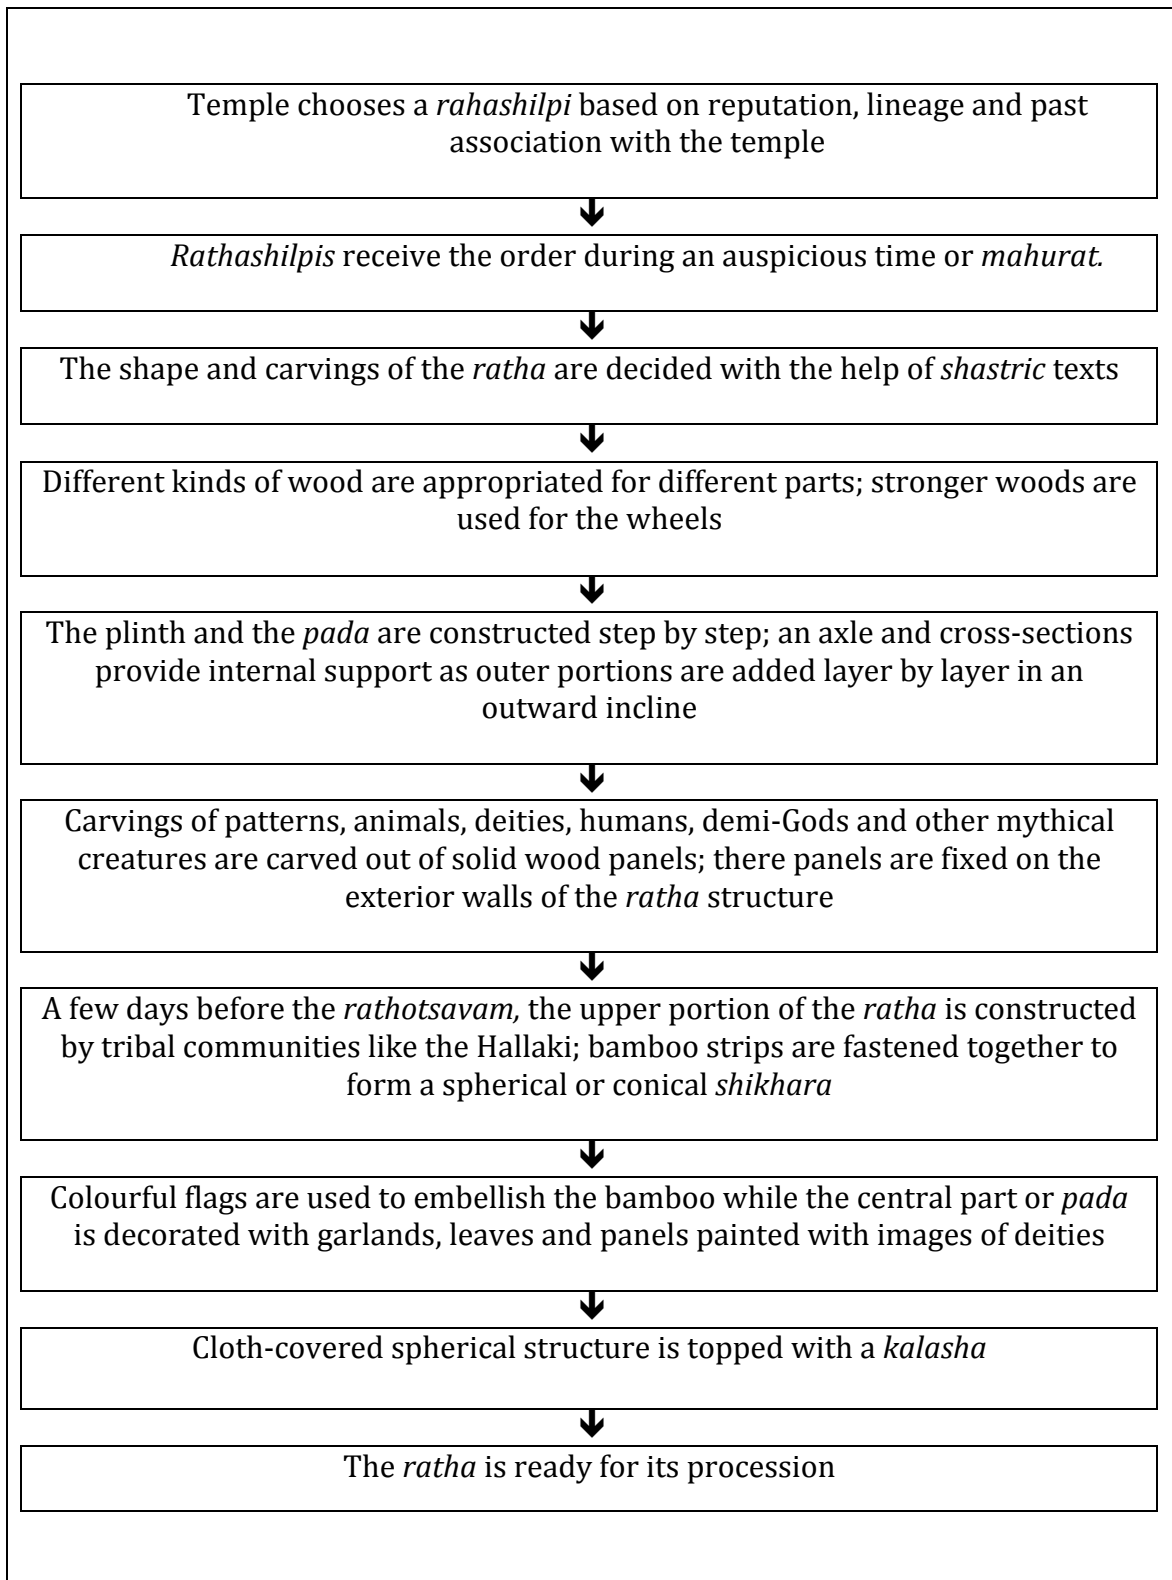 Temple chooses a rahashilpi based on reputation, lineage and past
association with the temple
Rathashilpis receive the order during an auspicious time or mahurat.
The shape and carvings of the ratha are decided with the help of shastric texts
Different kinds of wood are appropriated for different parts; stronger woods are
used for the wheels
The plinth and the pada are constructed step by step; an axle and cross-sections
provide internal support as outer portions are added layer by layer in an
outward incline
Carvings of patterns, animals, deities, humans, demi-Gods and other mythical
creatures are carved out of solid wood panels; there panels are fixed on the
exterior walls of the ratha structure
A few days before the rathotsavam, the upper portion of the ratha is constructed
by tribal communities like the Hallaki; bamboo strips are fastened together to
form a spherical or conical shikhara
Colourful flags are used to embellish the bamboo while the central part or pada
is decorated with garlands, leaves and panels painted with images of deities
Cloth-covered spherical structure is topped with a kalasha
The ratha is ready for its procession